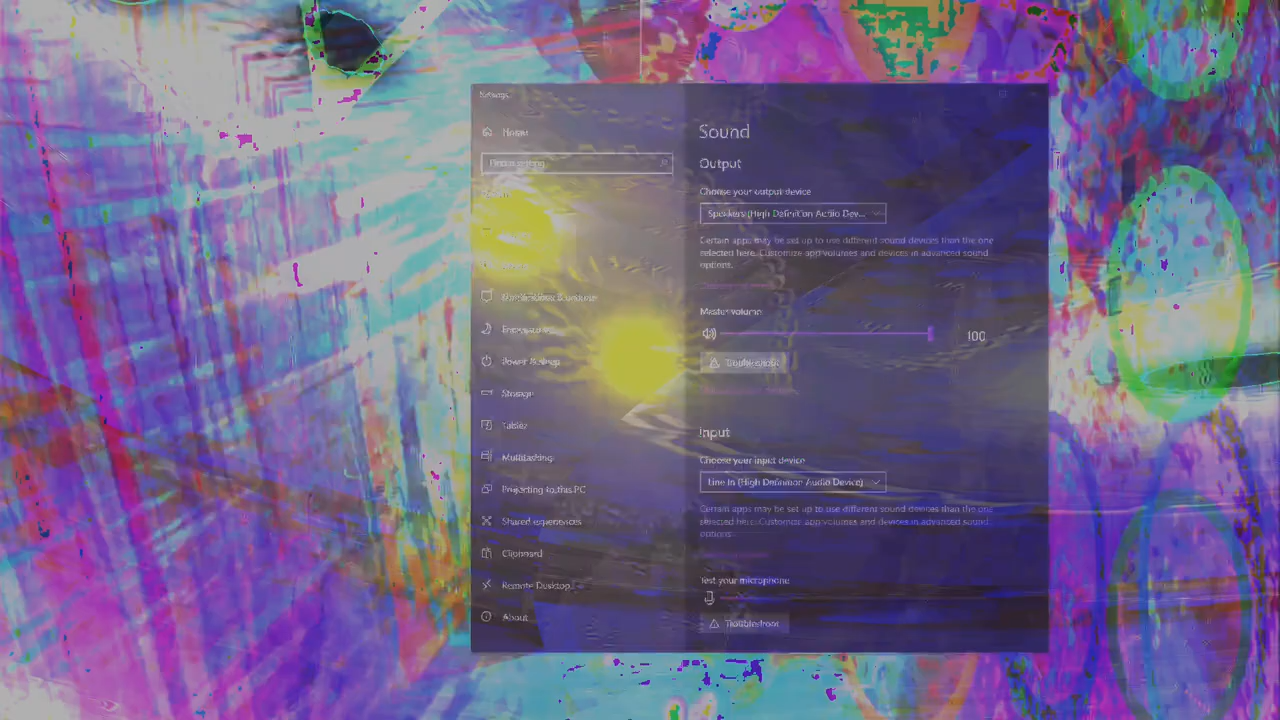 Settings
Home
Sound
Output
Choose your output device
Speakers (High Definition Audio Dev...
Certain apps may be set up to use different sound devices than the one
selected here. Customize app volumes and devices in advanced sound
options.
Master volume
100
Troubleshoot
Power & sleep
Storage
Tablet
Multitasking
Projecting to this PC
Shared experiences
Clipboard
Remote Desktop
About
Input
Choose your input device
Line In (High Definition Audio Device)
Certain apps may be set up to use different sound devices than the one
selected here. Customize app volumes and devices in advanced sound
options.
Test your microphone
Troubleshoot